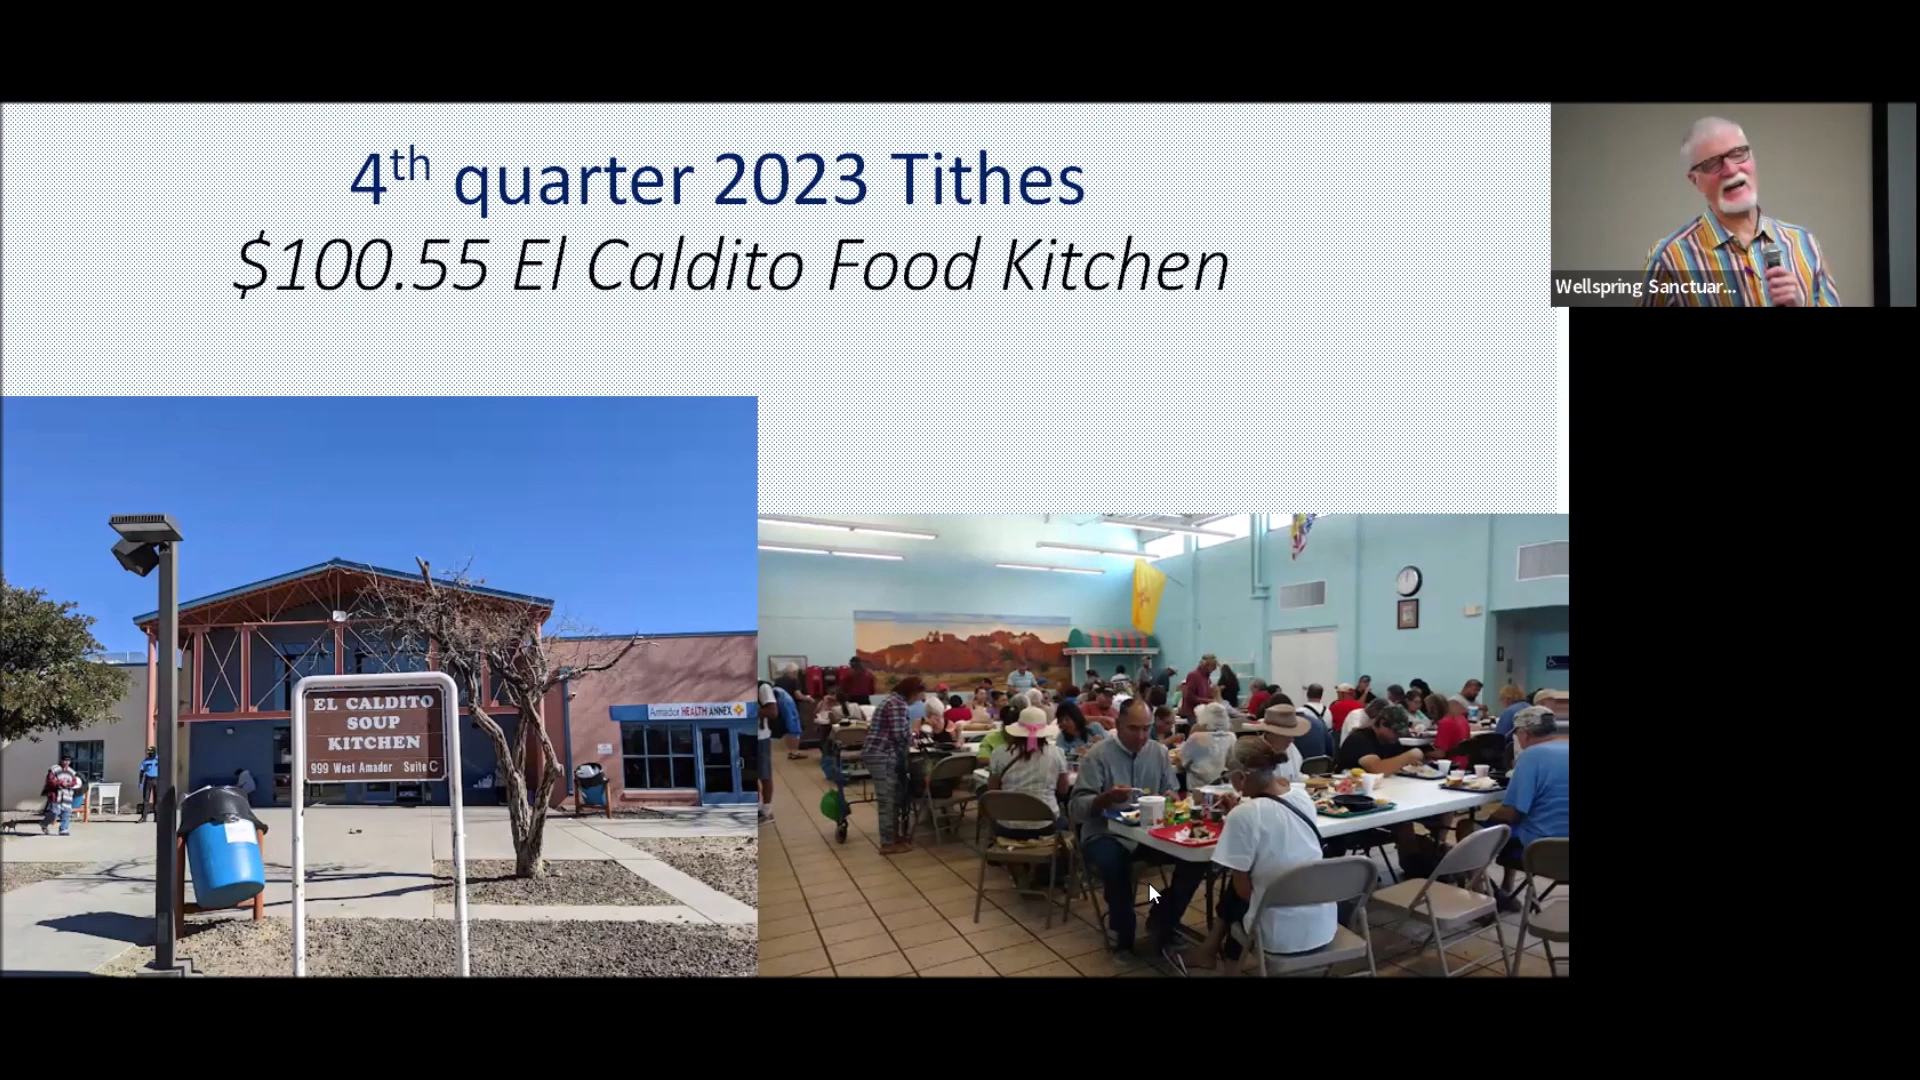 4th quarter 2023 Tithes
$100.55 El Caldito Food Kitchen
Wellspring Sanctuar...
EL CALDITO
SOUP
KITCHEN
999 West Amador Suite C
Amador HEALTH ANNEX